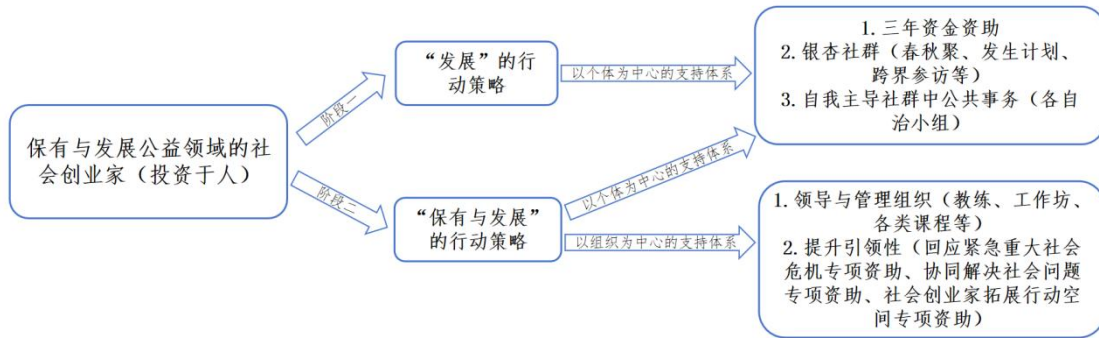 保有与发展公益领域的社
会创业家（投资于人）
阶段一
阶段二
“发展”的行
动策略
“保有与发展”
的行动策略
以个体为中心的支持体系
以个体为中心的支持体系
以组织为中心的支持体系
1. 三年资金资助
2. 银杏社群（春秋聚、发生计划、
跨界参访等）
3. 自我主导社群中公共事务（各自
治小组）
1. 领导与管理组织（教练、工作坊、
各类课程等）
2. 提升引领性（回应紧急重大社会
危机专项资助、协同解决社会问题
专项资助、社会创业家拓展行动空
间专项资助）